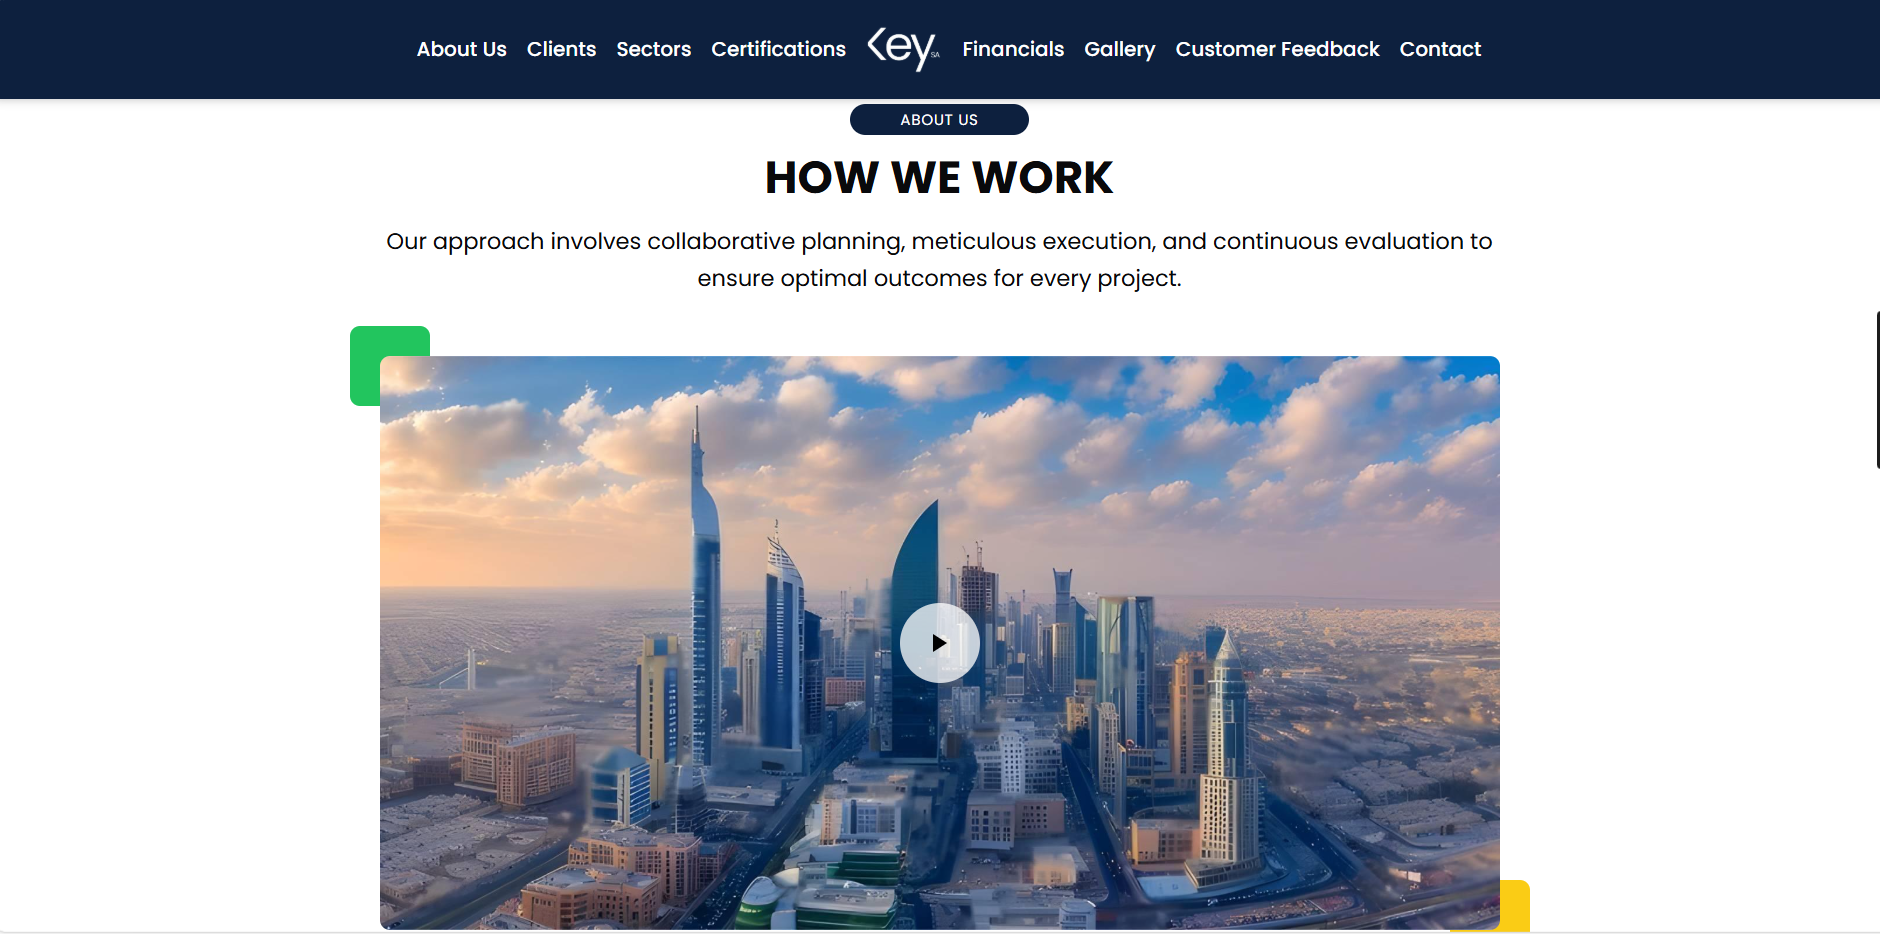 About Us Clients Sectors Certifications Key SA Financials Gallery Customer Feedback Contact
ABOUT US
HOW WE WORK
Our approach involves collaborative planning, meticulous execution, and continuous evaluation to
ensure optimal outcomes for every project.